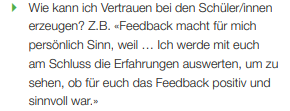 Wie kann ich Vertrauen bei den Schüler/innen
erzeugen? Z.B. «Feedback macht für mich
persönlich Sinn, weil … Ich werde mit euch
am Schluss die Erfahrungen auswerten, um zu
sehen, ob für euch das Feedback positiv und
sinnvoll war.»